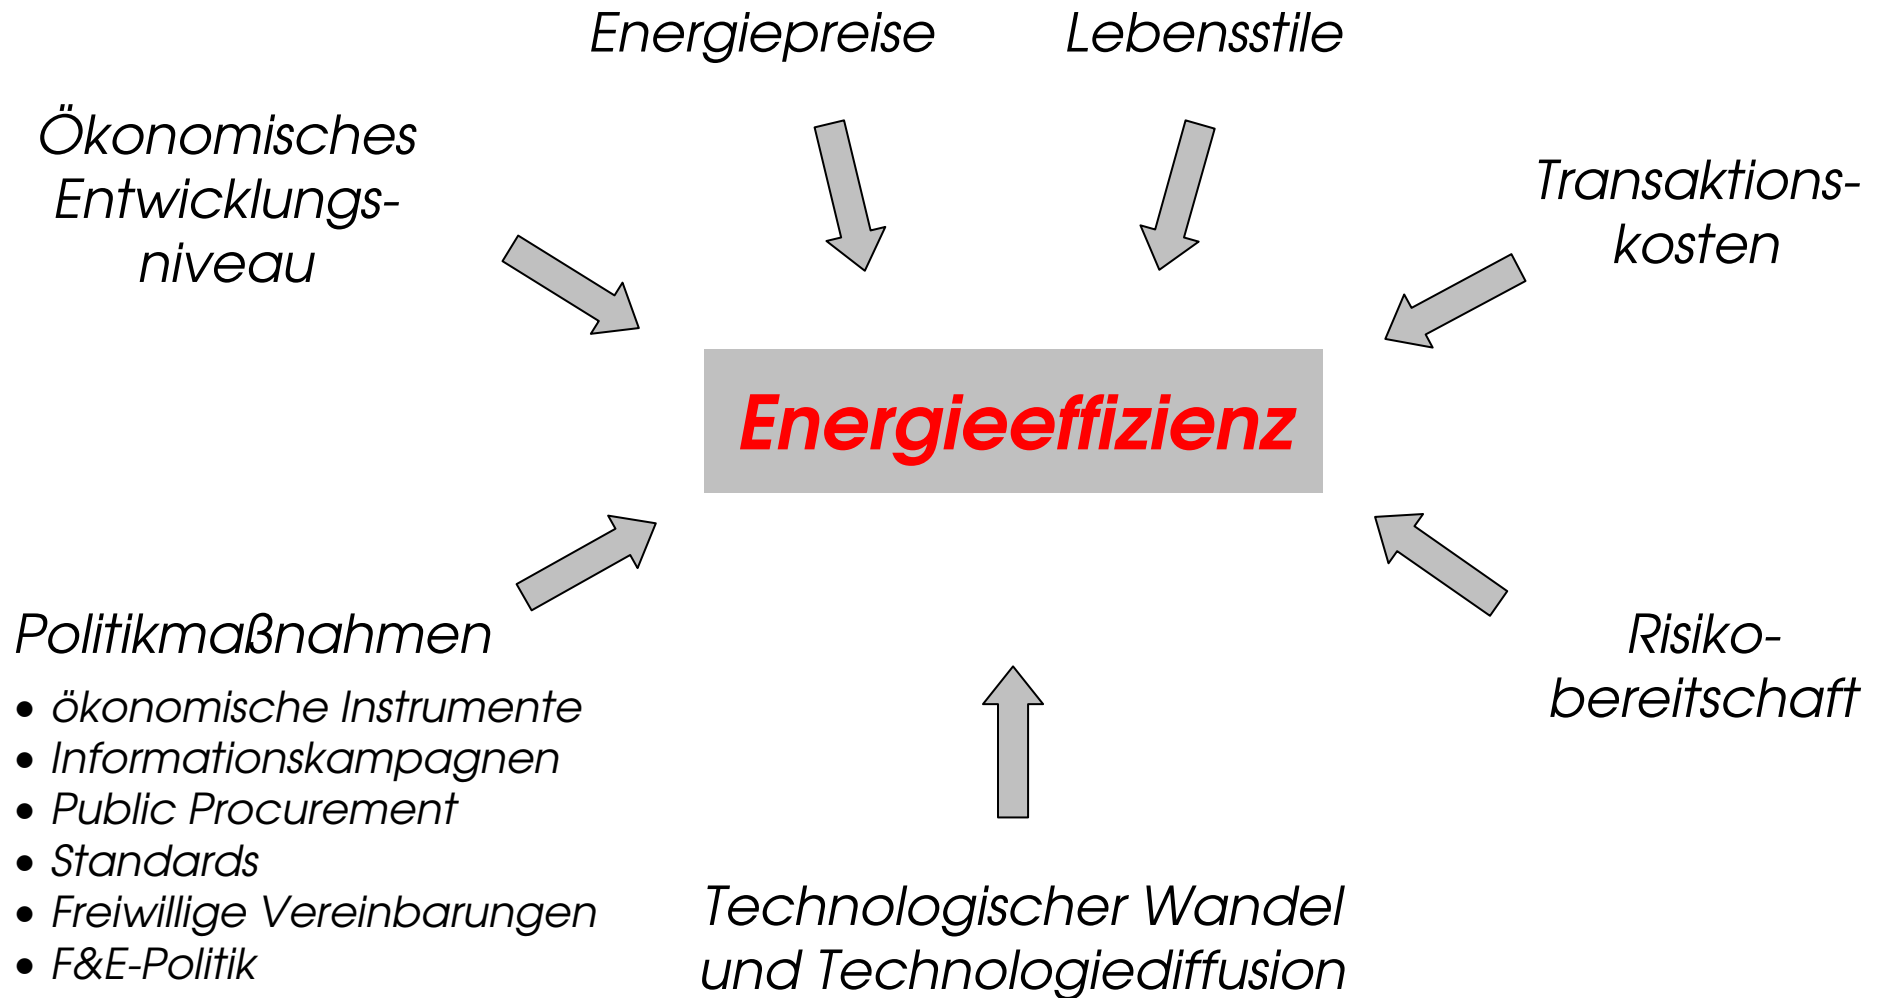 Energiepreise
Lebensstile
Ökonomisches
Entwicklungs-
niveau
Transaktions-
kosten
Energieeffizienz
Politikmaßnahmen
• ökonomische Instrumente
• Informationskampagnen
• Public Procurement
• Standards
• Freiwillige Vereinbarungen
• F&E-Politik
Risiko-
bereitschaft
Technologischer Wandel
und Technologiediffusion